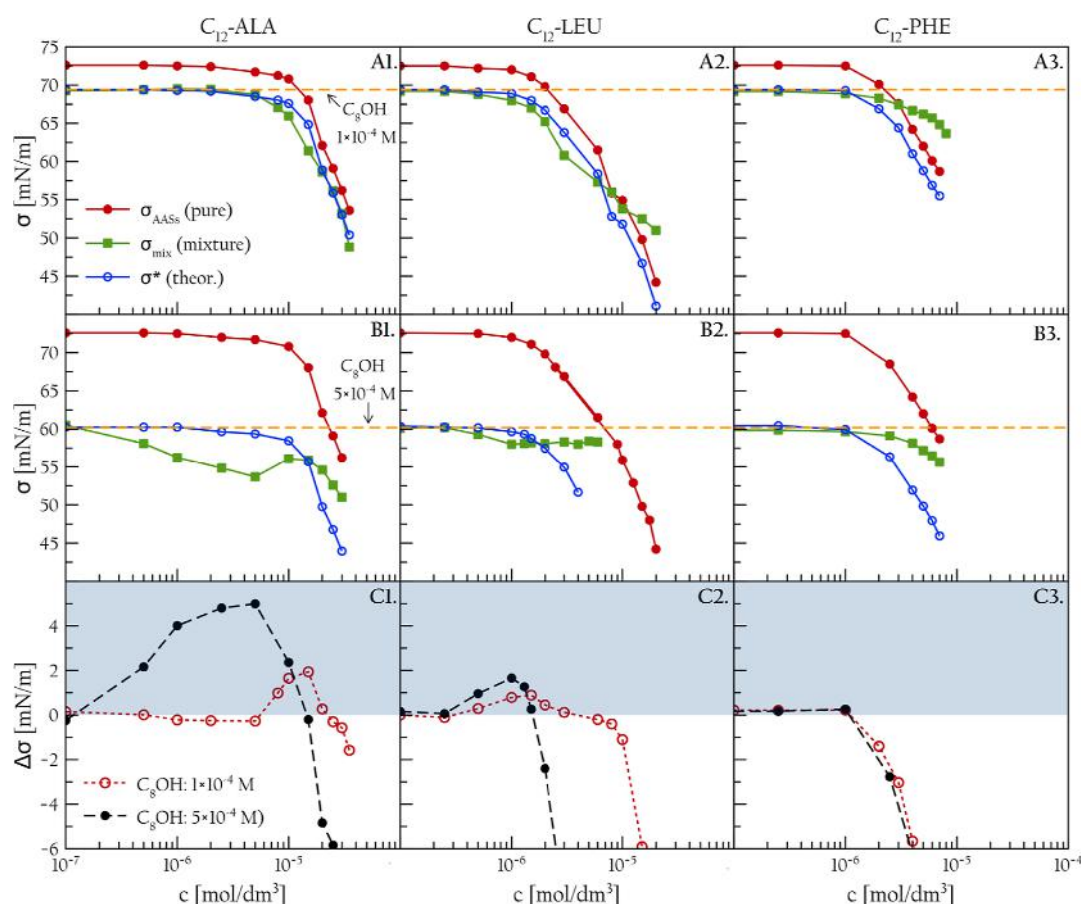 C₁₂-ALA C₁₂-LEU C₁₂-PHE
75
70
65
60
55
50
45
σ [mN/m]
A1. A2. A3.
C₈OH
1×10⁻⁴ M
σ_AASs (pure)
σ_mix (mixture)
σ* (theor.)
70
65
60
55
50
45
σ [mN/m]
B1. B2. B3.
C₈OH
5×10⁻⁴ M
4
2
0
-2
-4
-6
Δσ [mN/m]
C1. C2. C3.
C₈OH: 1×10⁻⁴ M
C₈OH: 5×10⁻⁴ M)
10⁻⁷ 10⁻⁶ 10⁻⁵ 10⁻⁶ 10⁻⁵ 10⁻⁶ 10⁻⁵ 10⁻⁴
c [mol/dm³] c [mol/dm³] c [mol/dm³]